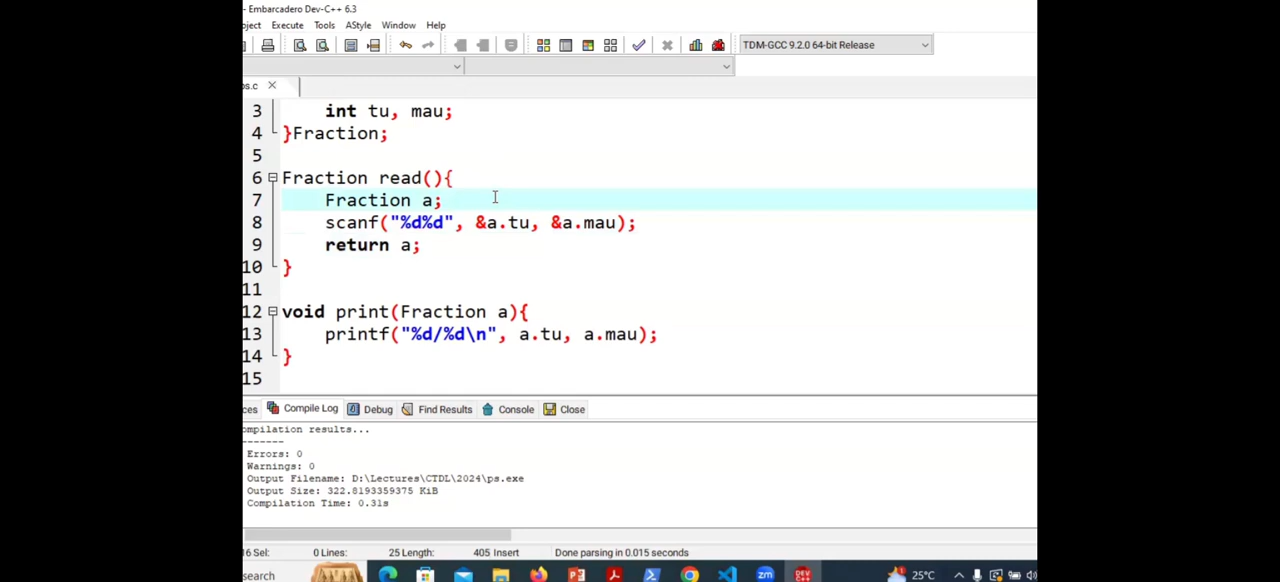 - Embarcadero Dev-C++ 6.3
oject Execute Tools AStyle Window Help
TDM-GCC 9.2.0 64-bit Release
os.c
3 int tu, mau;
4 }Fraction;
5
6 Fraction read(){
7 Fraction a;
8 scanf("%d%d", &a.tu, &a.mau);
9 return a;
10 }
11
12 void print(Fraction a){
13 printf("%d/%d\n", a.tu, a.mau);
14 }
15
ces Compile Log Debug Find Results Console Close
ompilation results...
-------
Errors: 0
Warnings: 0
Output Filename: D:\Lectures\CTDL\2024\ps.exe
Output Size: 322.8193359375 KiB
Compilation Time: 0.31s
16 Sel: 0 Lines: 25 Length: 405 Insert Done parsing in 0.015 seconds
search 25°C